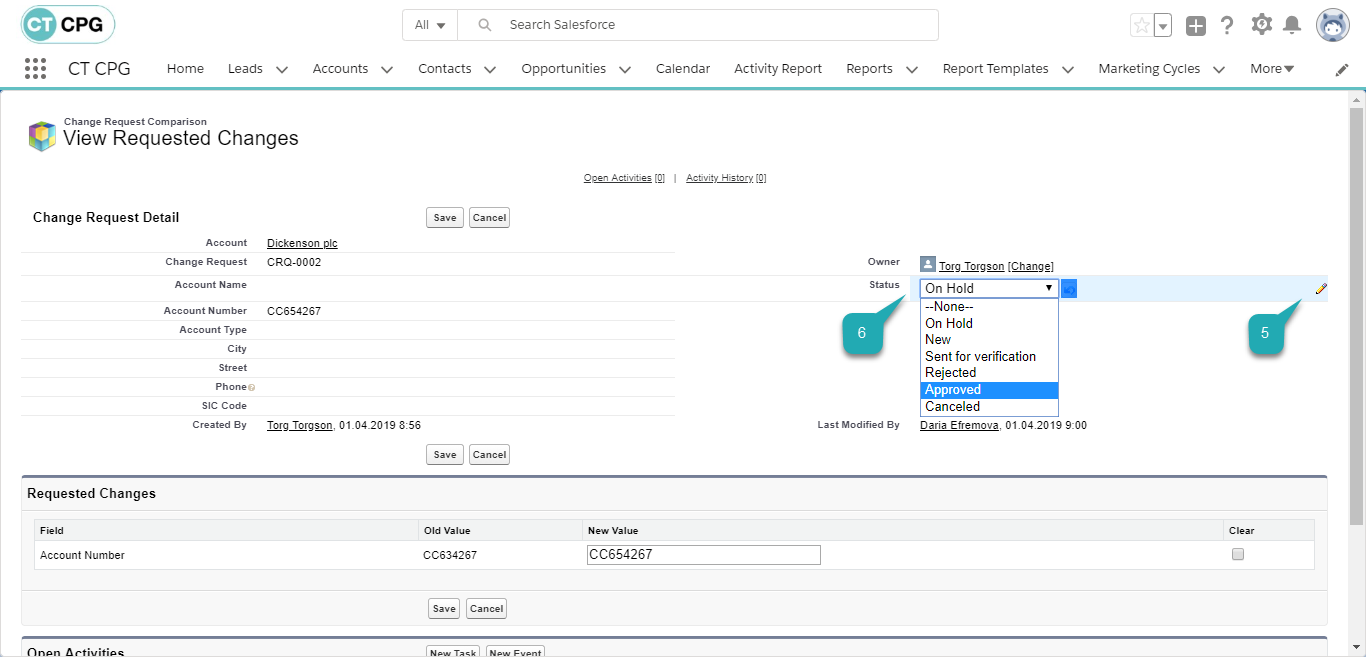 CT CPG
All Search Salesforce
CT CPG Home Leads Accounts Contacts Opportunities Calendar Activity Report Reports Report Templates Marketing Cycles More
Change Request Comparison
View Requested Changes
Open Activities [0] | Activity History [0]
Change Request Detail Save Cancel
Account Dickenson plc
Change Request CRQ-0002 Owner Torg Torgson [Change]
Account Name Status On Hold
--None--
Account Number CC654267
On Hold
Account Type 6 5
New
City
Sent for verification
Street
Rejected
Phone
Approved
SIC Code
Canceled
Created By Torg Torgson, 01.04.2019 8:56 Last Modified By Daria Efremova, 01.04.2019 9:00
Save Cancel
Requested Changes
Field Old Value New Value Clear
Account Number CC634267 CC654267
Save Cancel
Open Activities New Task New Event